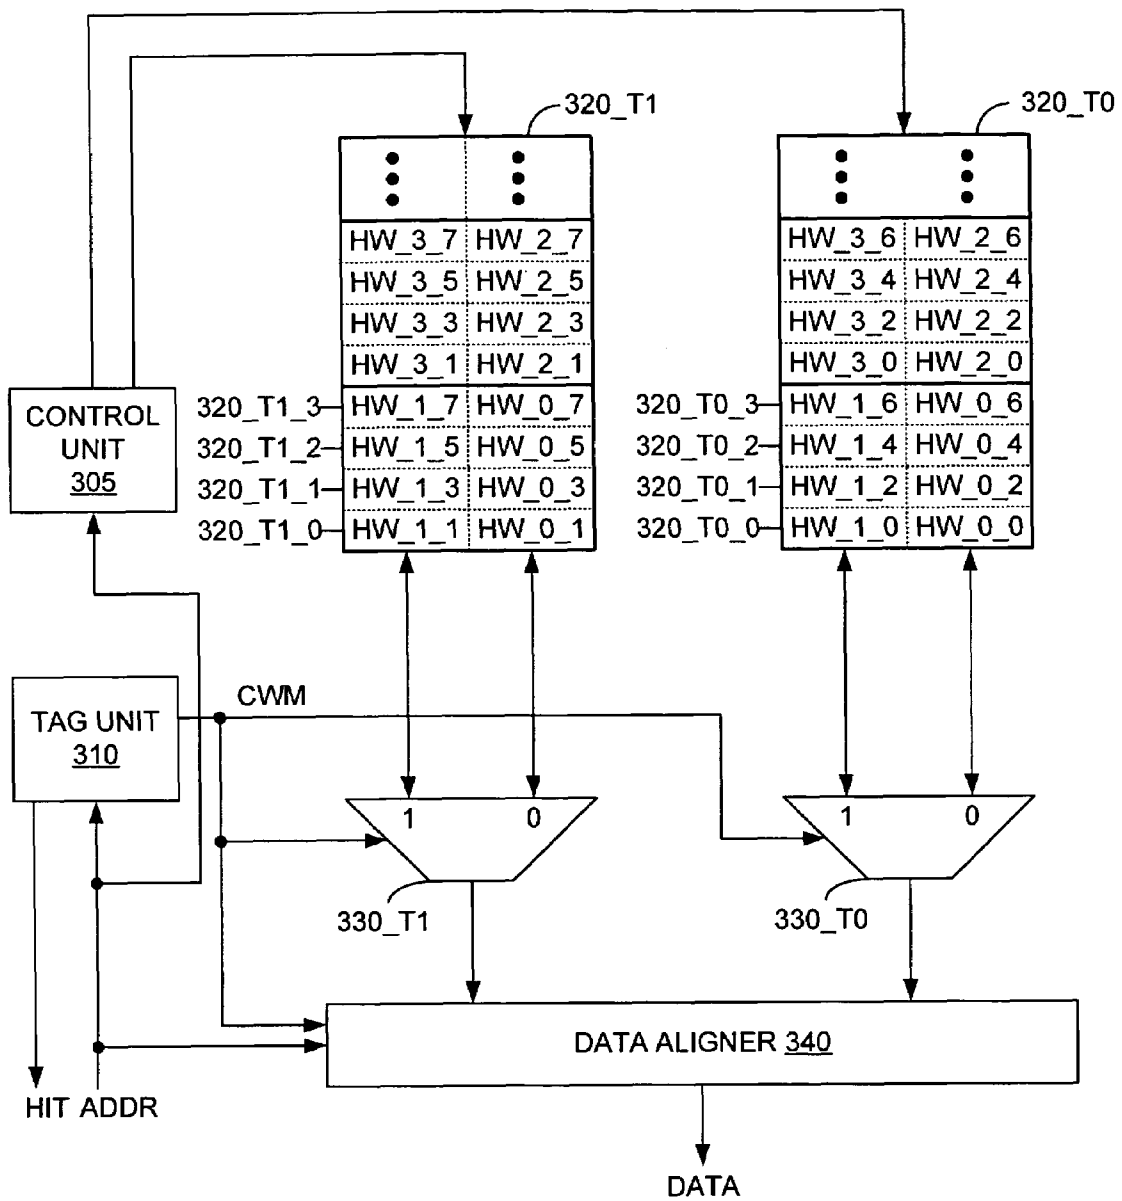 320_T1
320_T0
HW_3_7 HW_2_7
HW_3_5 HW_2_5
HW_3_3 HW_2_3
HW_3_1 HW_2_1
320_T1_3 HW_1_7 HW_0_7
320_T1_2 HW_1_5 HW_0_5
320_T1_1 HW_1_3 HW_0_3
320_T1_0 HW_1_1 HW_0_1
HW_3_6 HW_2_6
HW_3_4 HW_2_4
HW_3_2 HW_2_2
HW_3_0 HW_2_0
320_T0_3 HW_1_6 HW_0_6
320_T0_2 HW_1_4 HW_0_4
320_T0_1 HW_1_2 HW_0_2
320_T0_0 HW_1_0 HW_0_0
CONTROL
UNIT
305
TAG UNIT
310
CWM
1 0
1 0
330_T1
330_T0
DATA ALIGNER 340
HIT ADDR
DATA